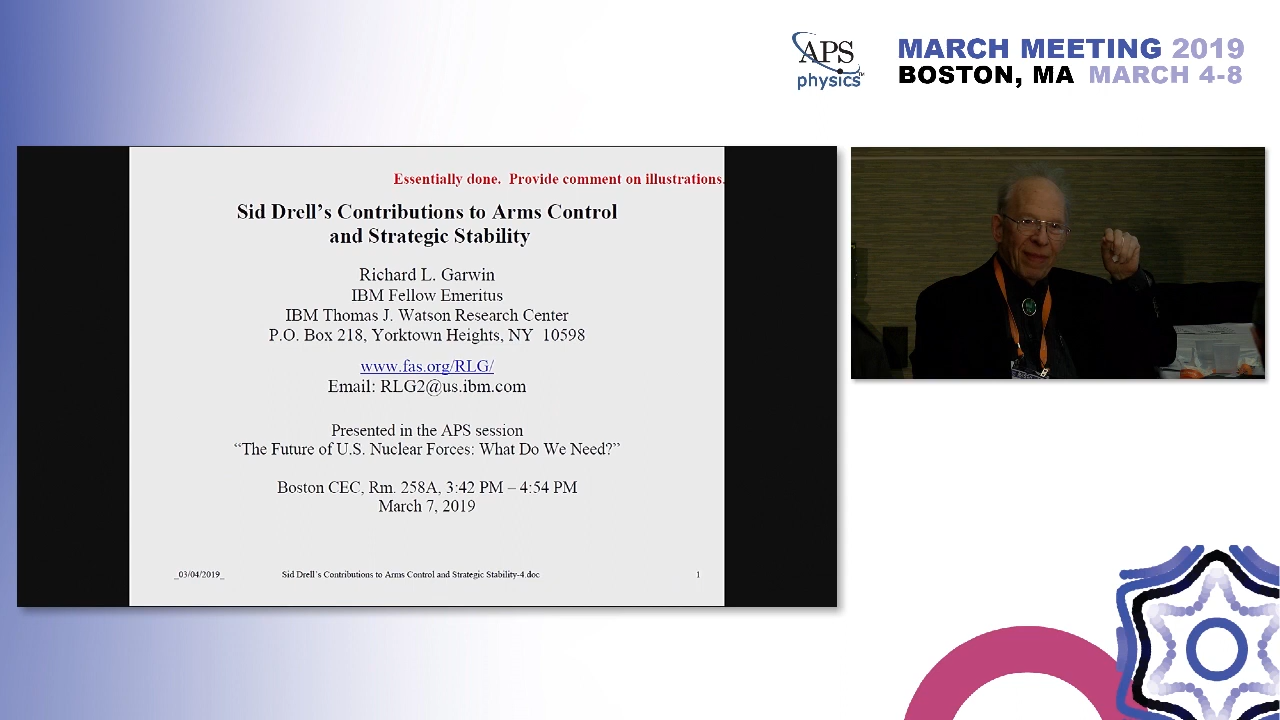 APS
physics™
MARCH MEETING 2019
BOSTON, MA MARCH 4-8
Essentially done. Provide comment on illustrations.
Sid Drell’s Contributions to Arms Control
and Strategic Stability
Richard L. Garwin
IBM Fellow Emeritus
IBM Thomas J. Watson Research Center
P.O. Box 218, Yorktown Heights, NY 10598
www.fas.org/RLG/
Email: RLG2@us.ibm.com
Presented in the APS session
“The Future of U.S. Nuclear Forces: What Do We Need?”
Boston CEC, Rm. 258A, 3:42 PM – 4:54 PM
March 7, 2019
_03/04/2019_ Sid Drell’s Contributions to Arms Control and Strategic Stability-4.doc 1